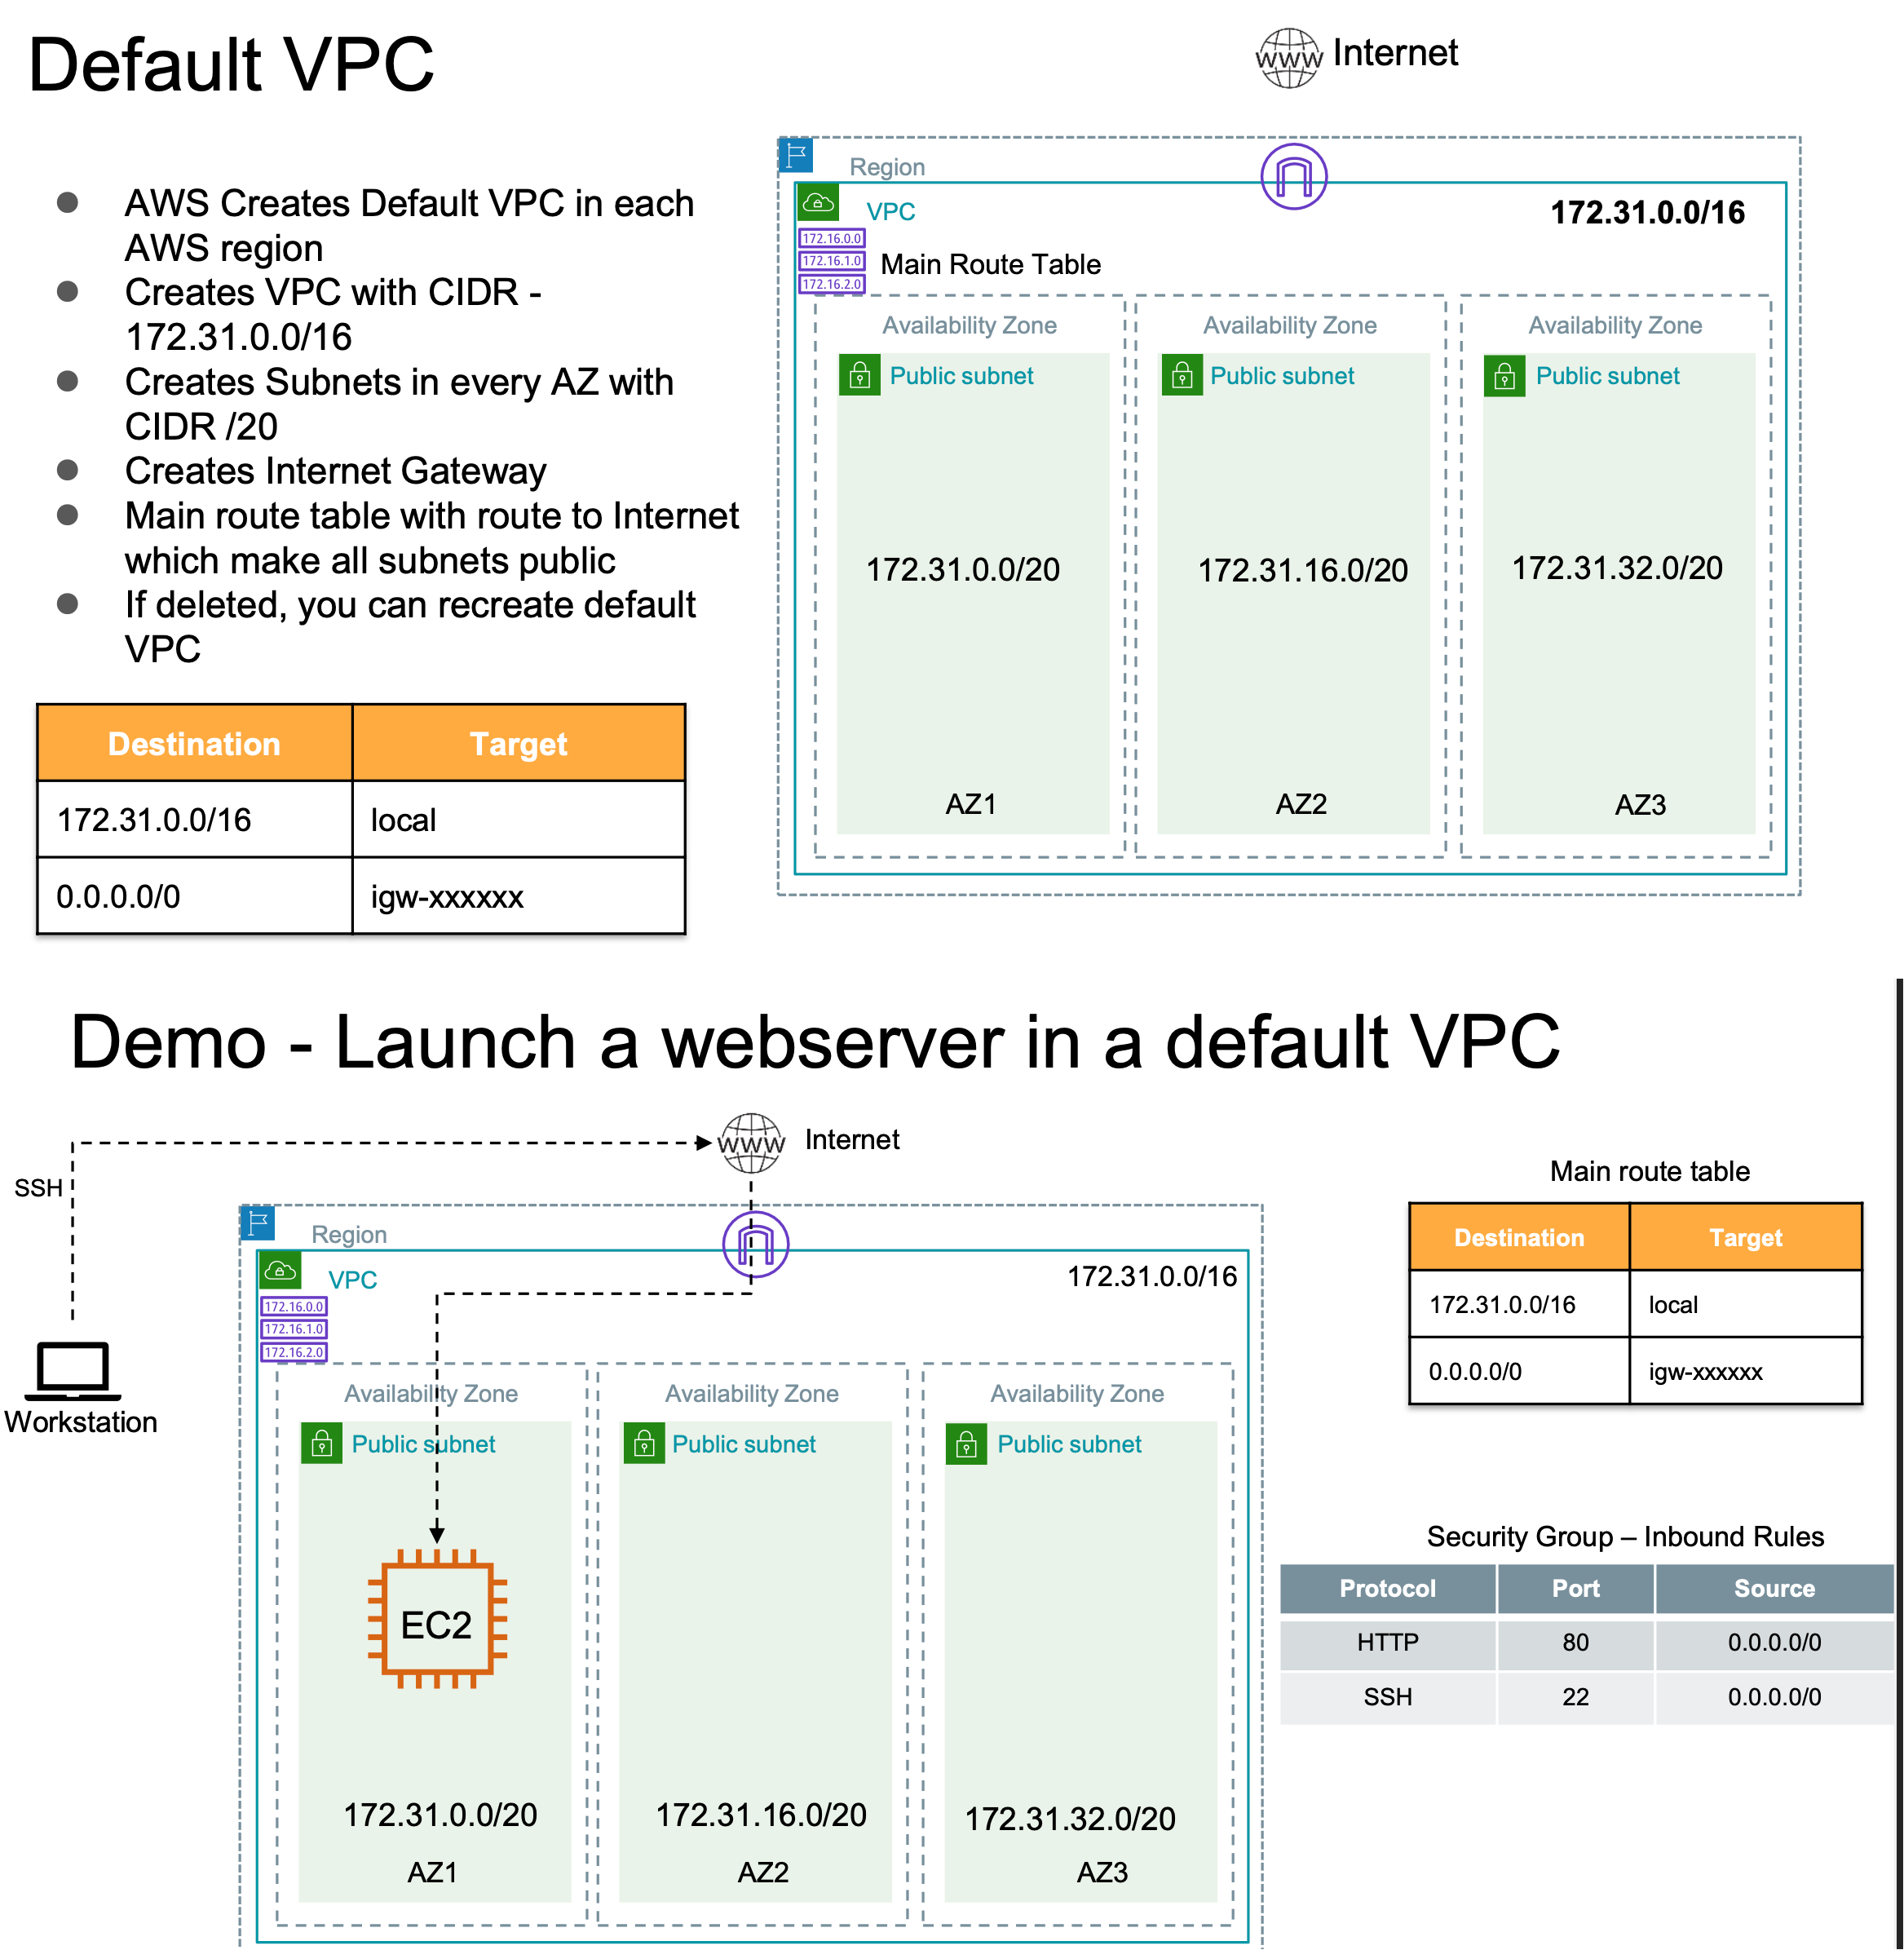 Default VPC
WWW Internet
AWS Creates Default VPC in each
AWS region
Creates VPC with CIDR -
172.31.0.0/16
Creates Subnets in every AZ with
CIDR /20
Creates Internet Gateway
Main route table with route to Internet
which make all subnets public
If deleted, you can recreate default
VPC
Destination Target
172.31.0.0/16 local
0.0.0.0/0 igw-xxxxxx
Region
VPC
172.31.0.0/16
172.16.0.0
172.16.1.0
172.16.2.0
Main Route Table
Availability Zone
Public subnet
172.31.0.0/20
AZ1
Availability Zone
Public subnet
172.31.16.0/20
AZ2
Availability Zone
Public subnet
172.31.32.0/20
AZ3
Demo - Launch a webserver in a default VPC
WWW Internet
SSH
Workstation
Region
VPC
172.31.0.0/16
172.16.0.0
172.16.1.0
172.16.2.0
Availability Zone
Public subnet
EC2
172.31.0.0/20
AZ1
Availability Zone
Public subnet
172.31.16.0/20
AZ2
Availability Zone
Public subnet
172.31.32.0/20
AZ3
Main route table
Destination Target
172.31.0.0/16 local
0.0.0.0/0 igw-xxxxxx
Security Group – Inbound Rules
Protocol Port Source
HTTP 80 0.0.0.0/0
SSH 22 0.0.0.0/0